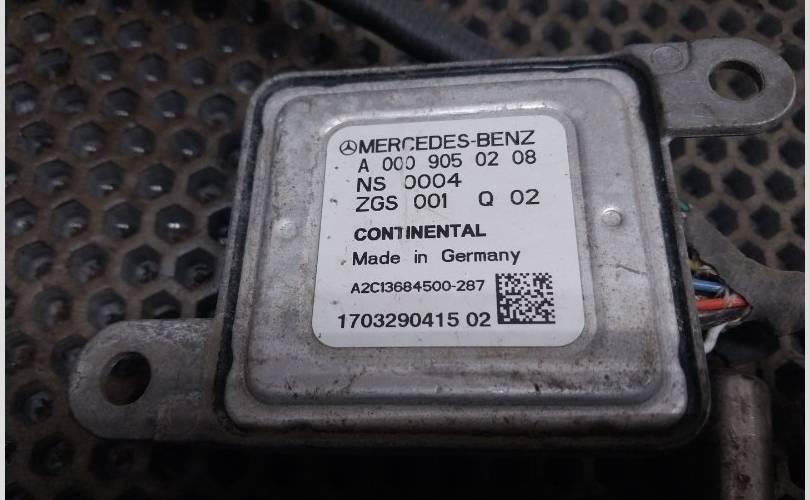 MERCEDES-BENZ
A 000 905 02 08
NS 0004
ZGS 001 Q 02
CONTINENTAL
Made in Germany
A2C13684500-287
1703290415 02